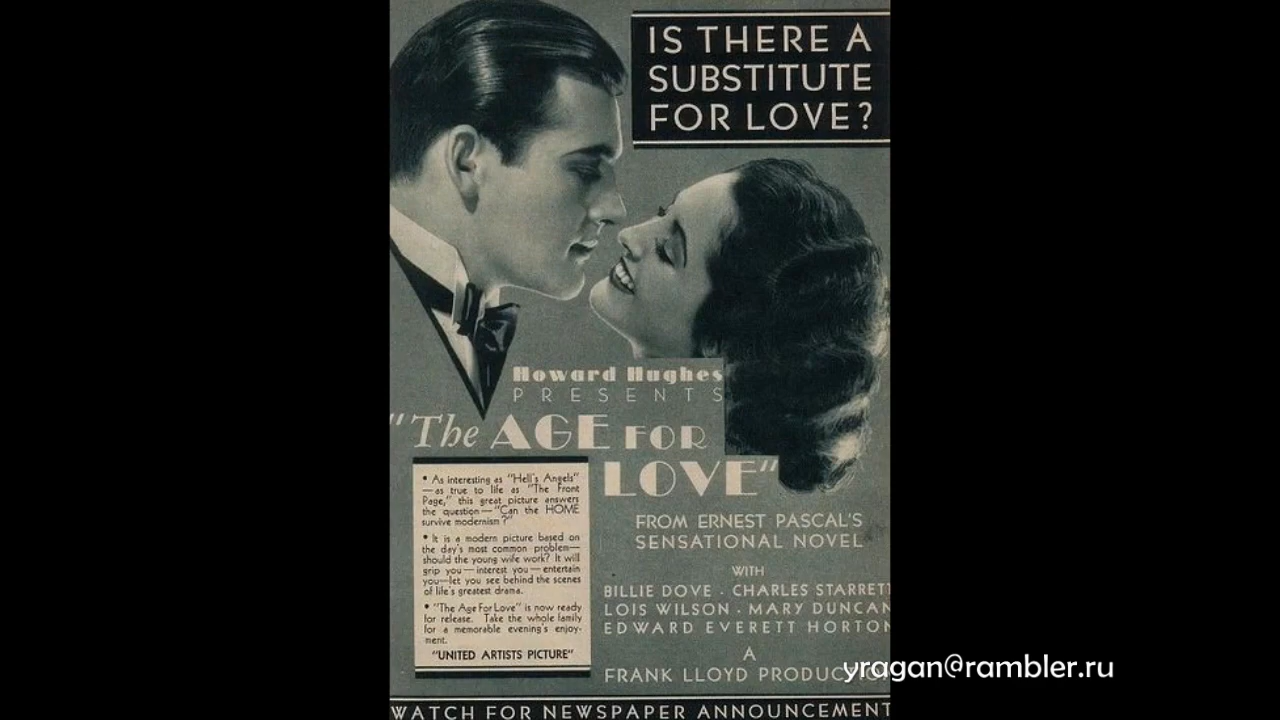 IS THERE A
SUBSTITUTE
FOR LOVE?
Howard Hughes
PRESENTS
"The AGE FOR
LOVE"
• As interesting as "Hell's Angels"
—as true to life as "The Front
Page," this great picture answers
the question—"Can the HOME
survive modernism?"
• It is a modern picture based on
the day's most common problem—
should the young wife work? It will
grip you—interest you—entertain
you—let you see behind the scenes
of life's greatest drama.
• "The Age For Love" is now ready
for release. Take the whole family
for a memorable evening's enjoy-
ment.
"UNITED ARTISTS PICTURE"
FROM ERNEST PASCAL'S
SENSATIONAL NOVEL
WITH
BILLIE DOVE · CHARLES STARRETT
LOIS WILSON · MARY DUNCAN
EDWARD EVERETT HORTON
A
FRANK LLOYD PRODUCTIO
yragan@rambler.ru
WATCH FOR NEWSPAPER ANNOUNCEMENT